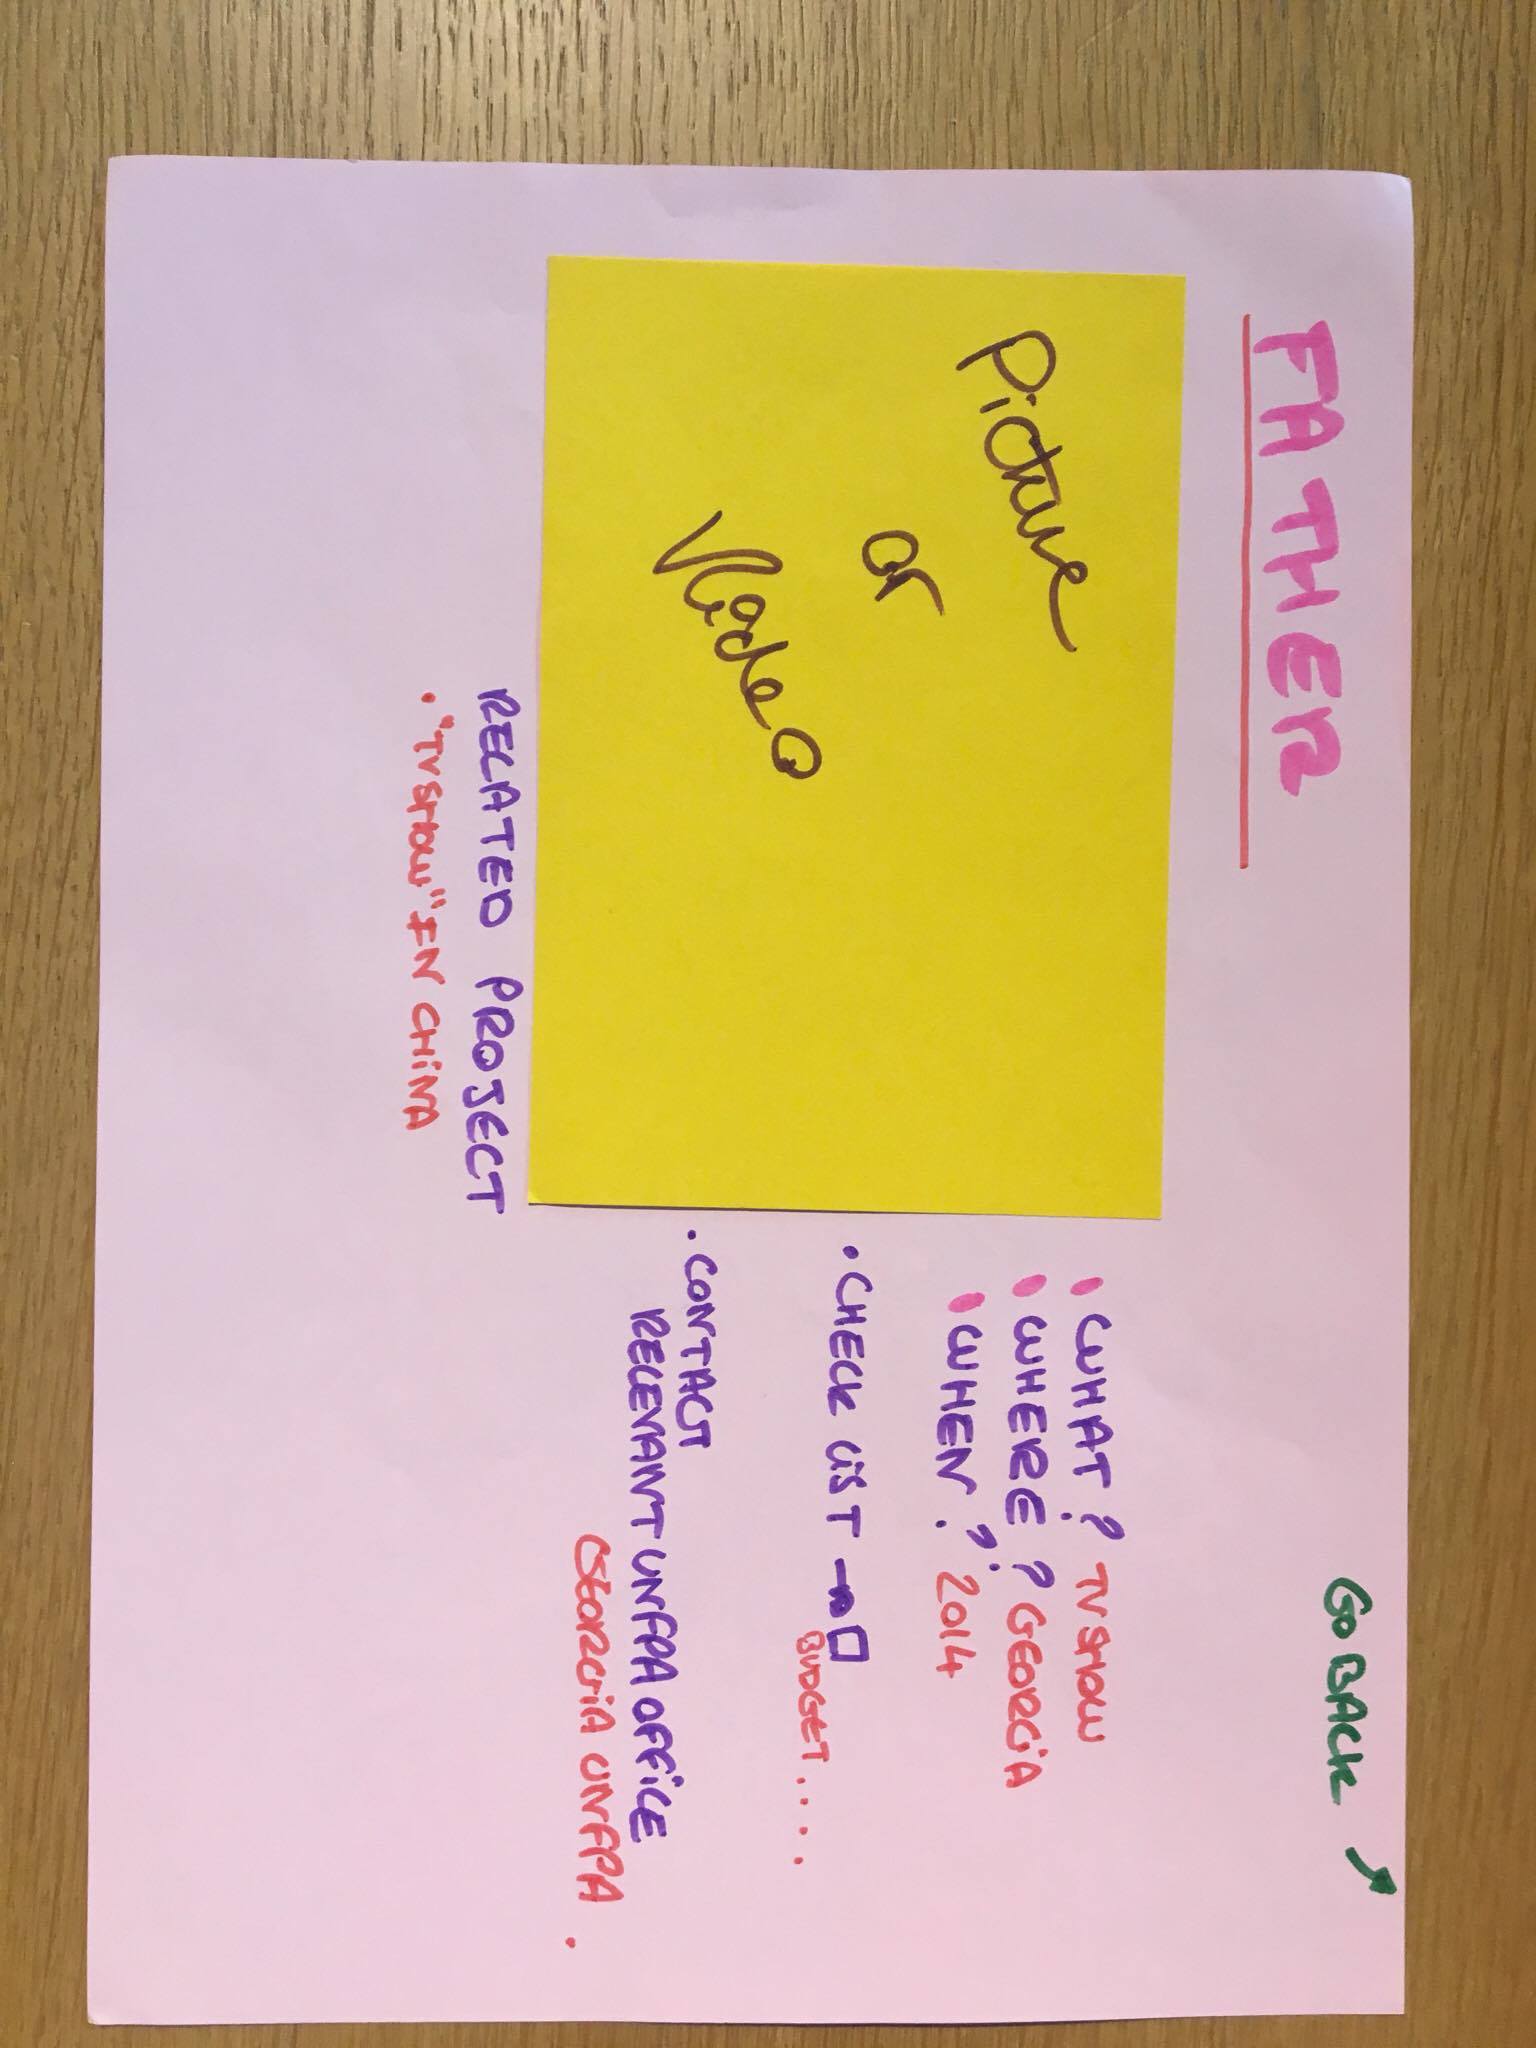 FATHER
GO BACK
Picture
or
Video
• WHAT? TV SHOW
• WHERE? GEORGIA
• WHEN? 2014
• CHECK LIST → □
BUDGET.....
• CONTACT
RELEVANT UNFPA OFFICE
GEORGIA UNFPA .
RELATED PROJECT
• "TV SHOW" IN CHINA